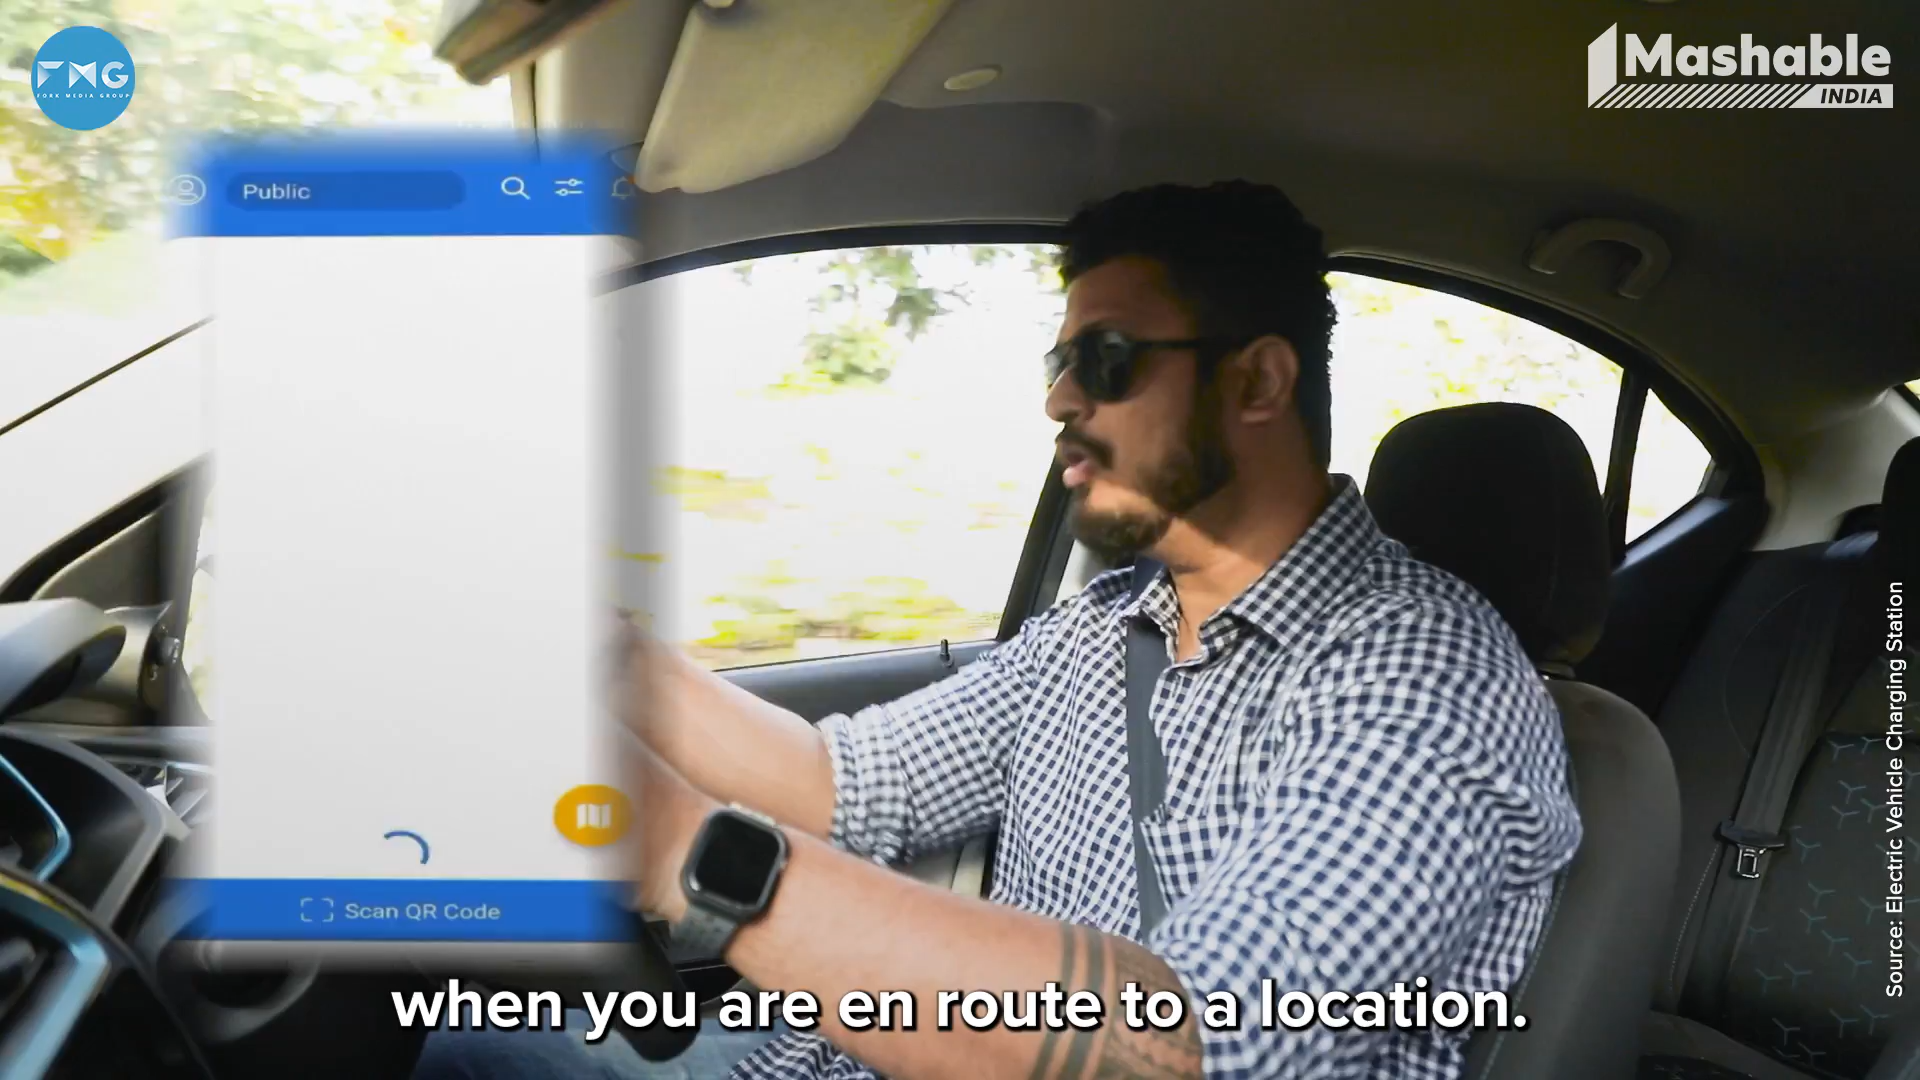 FMG
FORK MEDIA GROUP
Mashable
INDIA
Public
Scan QR Code
when you are en route to a location.
Source: Electric Vehicle Charging Station